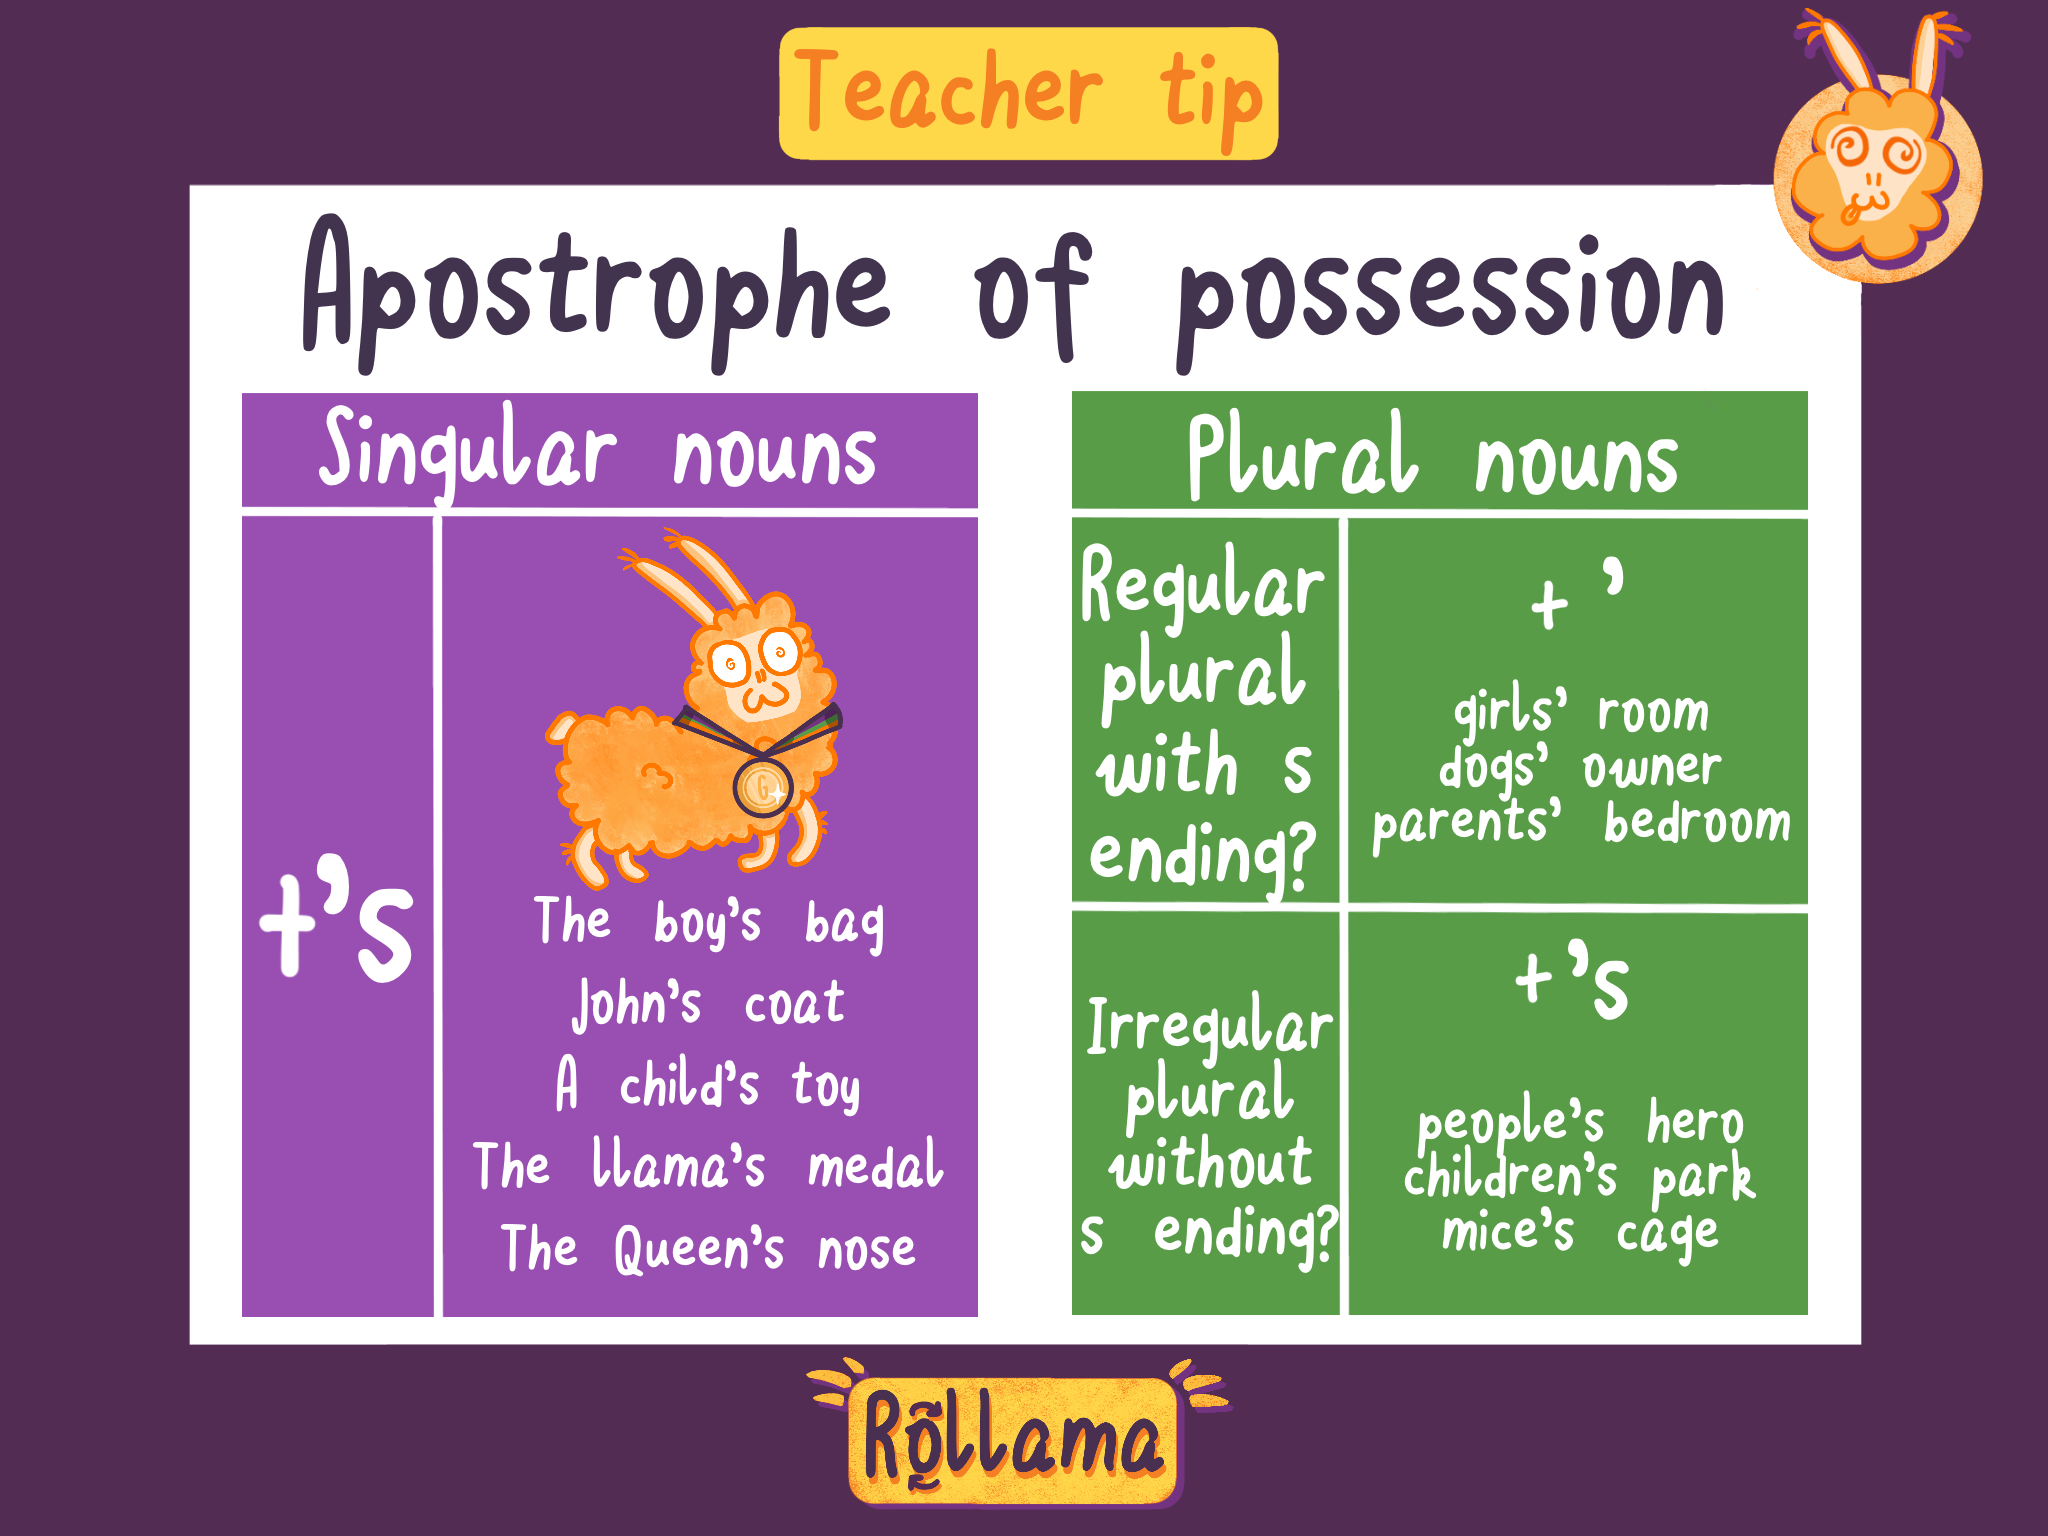 Teacher tip
Apostrophe of possession
Singular nouns
+’s
G
The boy’s bag
John’s coat
A child’s toy
The llama’s medal
The Queen’s nose
Plural nouns
Regular
plural
with s
ending?
+ ’
girls’ room
dogs’ owner
parents’ bedroom
Irregular
plural
without
s ending?
+ ’s
people’s hero
children’s park
mice’s cage
Rollama